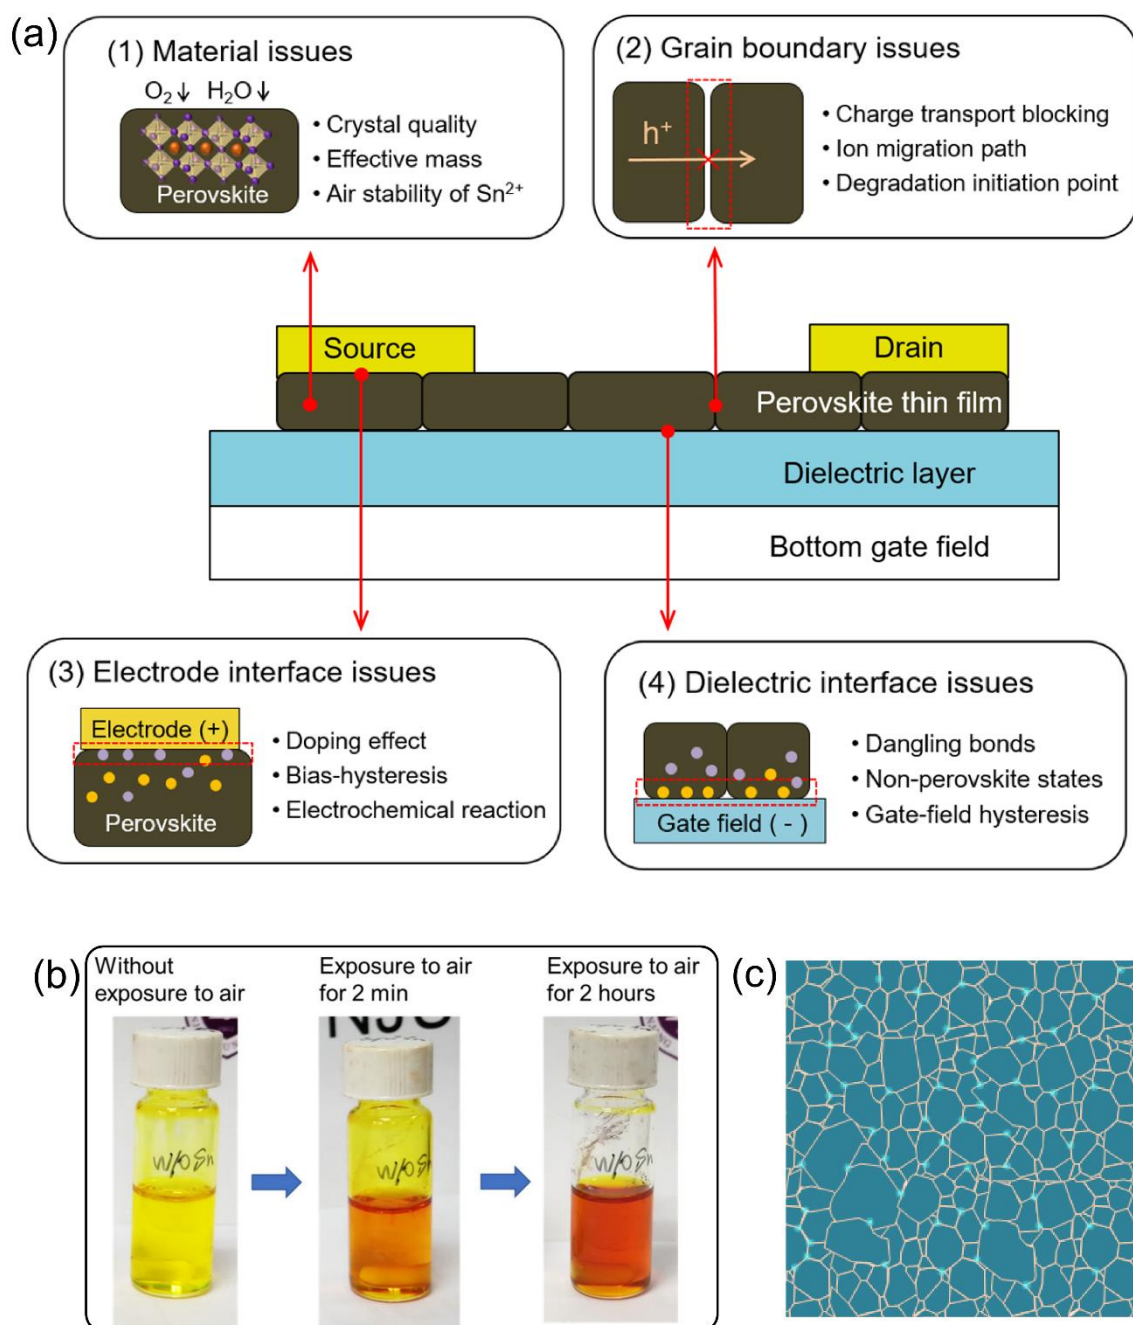 (a)
(1) Material issues
O₂↓ H₂O↓
Perovskite
• Crystal quality
• Effective mass
• Air stability of Sn²⁺
(2) Grain boundary issues
h⁺
• Charge transport blocking
• Ion migration path
• Degradation initiation point
Source
Drain
Perovskite thin film
Dielectric layer
Bottom gate field
(3) Electrode interface issues
Electrode (+)
Perovskite
• Doping effect
• Bias-hysteresis
• Electrochemical reaction
(4) Dielectric interface issues
Gate field ( - )
• Dangling bonds
• Non-perovskite states
• Gate-field hysteresis
(b)
Without
exposure to air
Exposure to air
for 2 min
Exposure to air
for 2 hours
W/O Sn
W/O Sn
W/O Sn
(c)